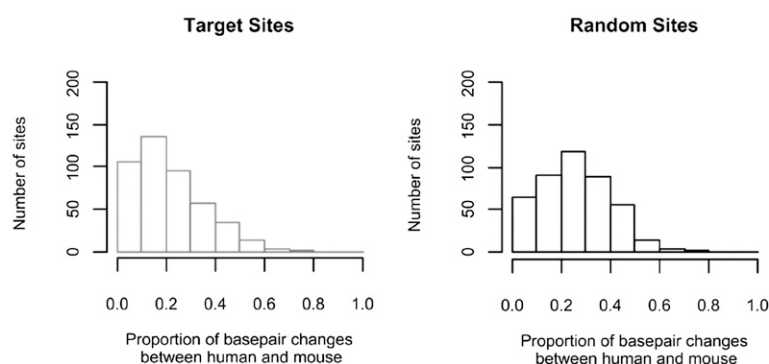 Target Sites
Number of sites
200
150
100
50
0
0.0 0.2 0.4 0.6 0.8 1.0
Proportion of basepair changes
between human and mouse
Random Sites
Number of sites
200
150
100
50
0
0.0 0.2 0.4 0.6 0.8 1.0
Proportion of basepair changes
between human and mouse